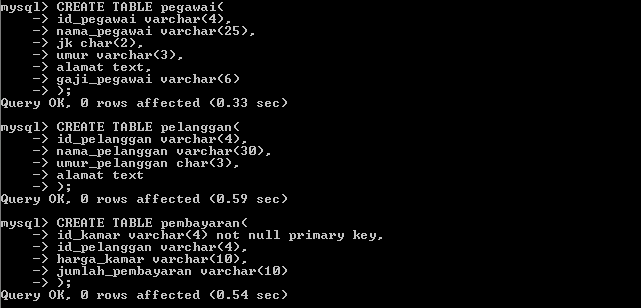 mysql> CREATE TABLE pegawai(
    -> id_pegawai varchar(4),
    -> nama_pegawai varchar(25),
    -> jk char(2),
    -> umur varchar(3),
    -> alamat text,
    -> gaji_pegawai varchar(6)
    -> );
Query OK, 0 rows affected (0.33 sec)

mysql> CREATE TABLE pelanggan(
    -> id_pelanggan varchar(4),
    -> nama_pelanggan varchar(30),
    -> umur_pelanggan char(3),
    -> alamat text
    -> );
Query OK, 0 rows affected (0.59 sec)

mysql> CREATE TABLE pembayaran(
    -> id_kamar varchar(4) not null primary key,
    -> id_pelanggan varchar(4),
    -> harga_kamar varchar(10),
    -> jumlah_pembayaran varchar(10)
    -> );
Query OK, 0 rows affected (0.54 sec)